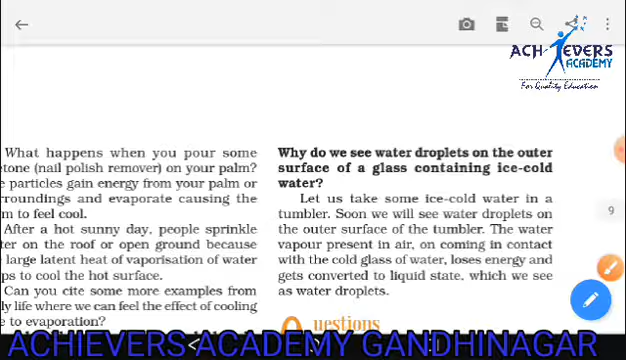 ACHIEVERS
ACADEMY
For Quality Education
What happens when you pour some
etone (nail polish remover) on your palm?
e particles gain energy from your palm or
rroundings and evaporate causing the
m to feel cool.
After a hot sunny day, people sprinkle
ter on the roof or open ground because
e large latent heat of vaporisation of water
ps to cool the hot surface.
Can you cite some more examples from
ly life where we can feel the effect of cooling
e to evaporation?
Why do we see water droplets on the outer
surface of a glass containing ice-cold
water?
Let us take some ice-cold water in a
tumbler. Soon we will see water droplets on
the outer surface of the tumbler. The water
vapour present in air, on coming in contact
with the cold glass of water, loses energy and
gets converted to liquid state, which we see
as water droplets.
9
Questions
ACHIEVERS ACADEMY GANDHINAGAR